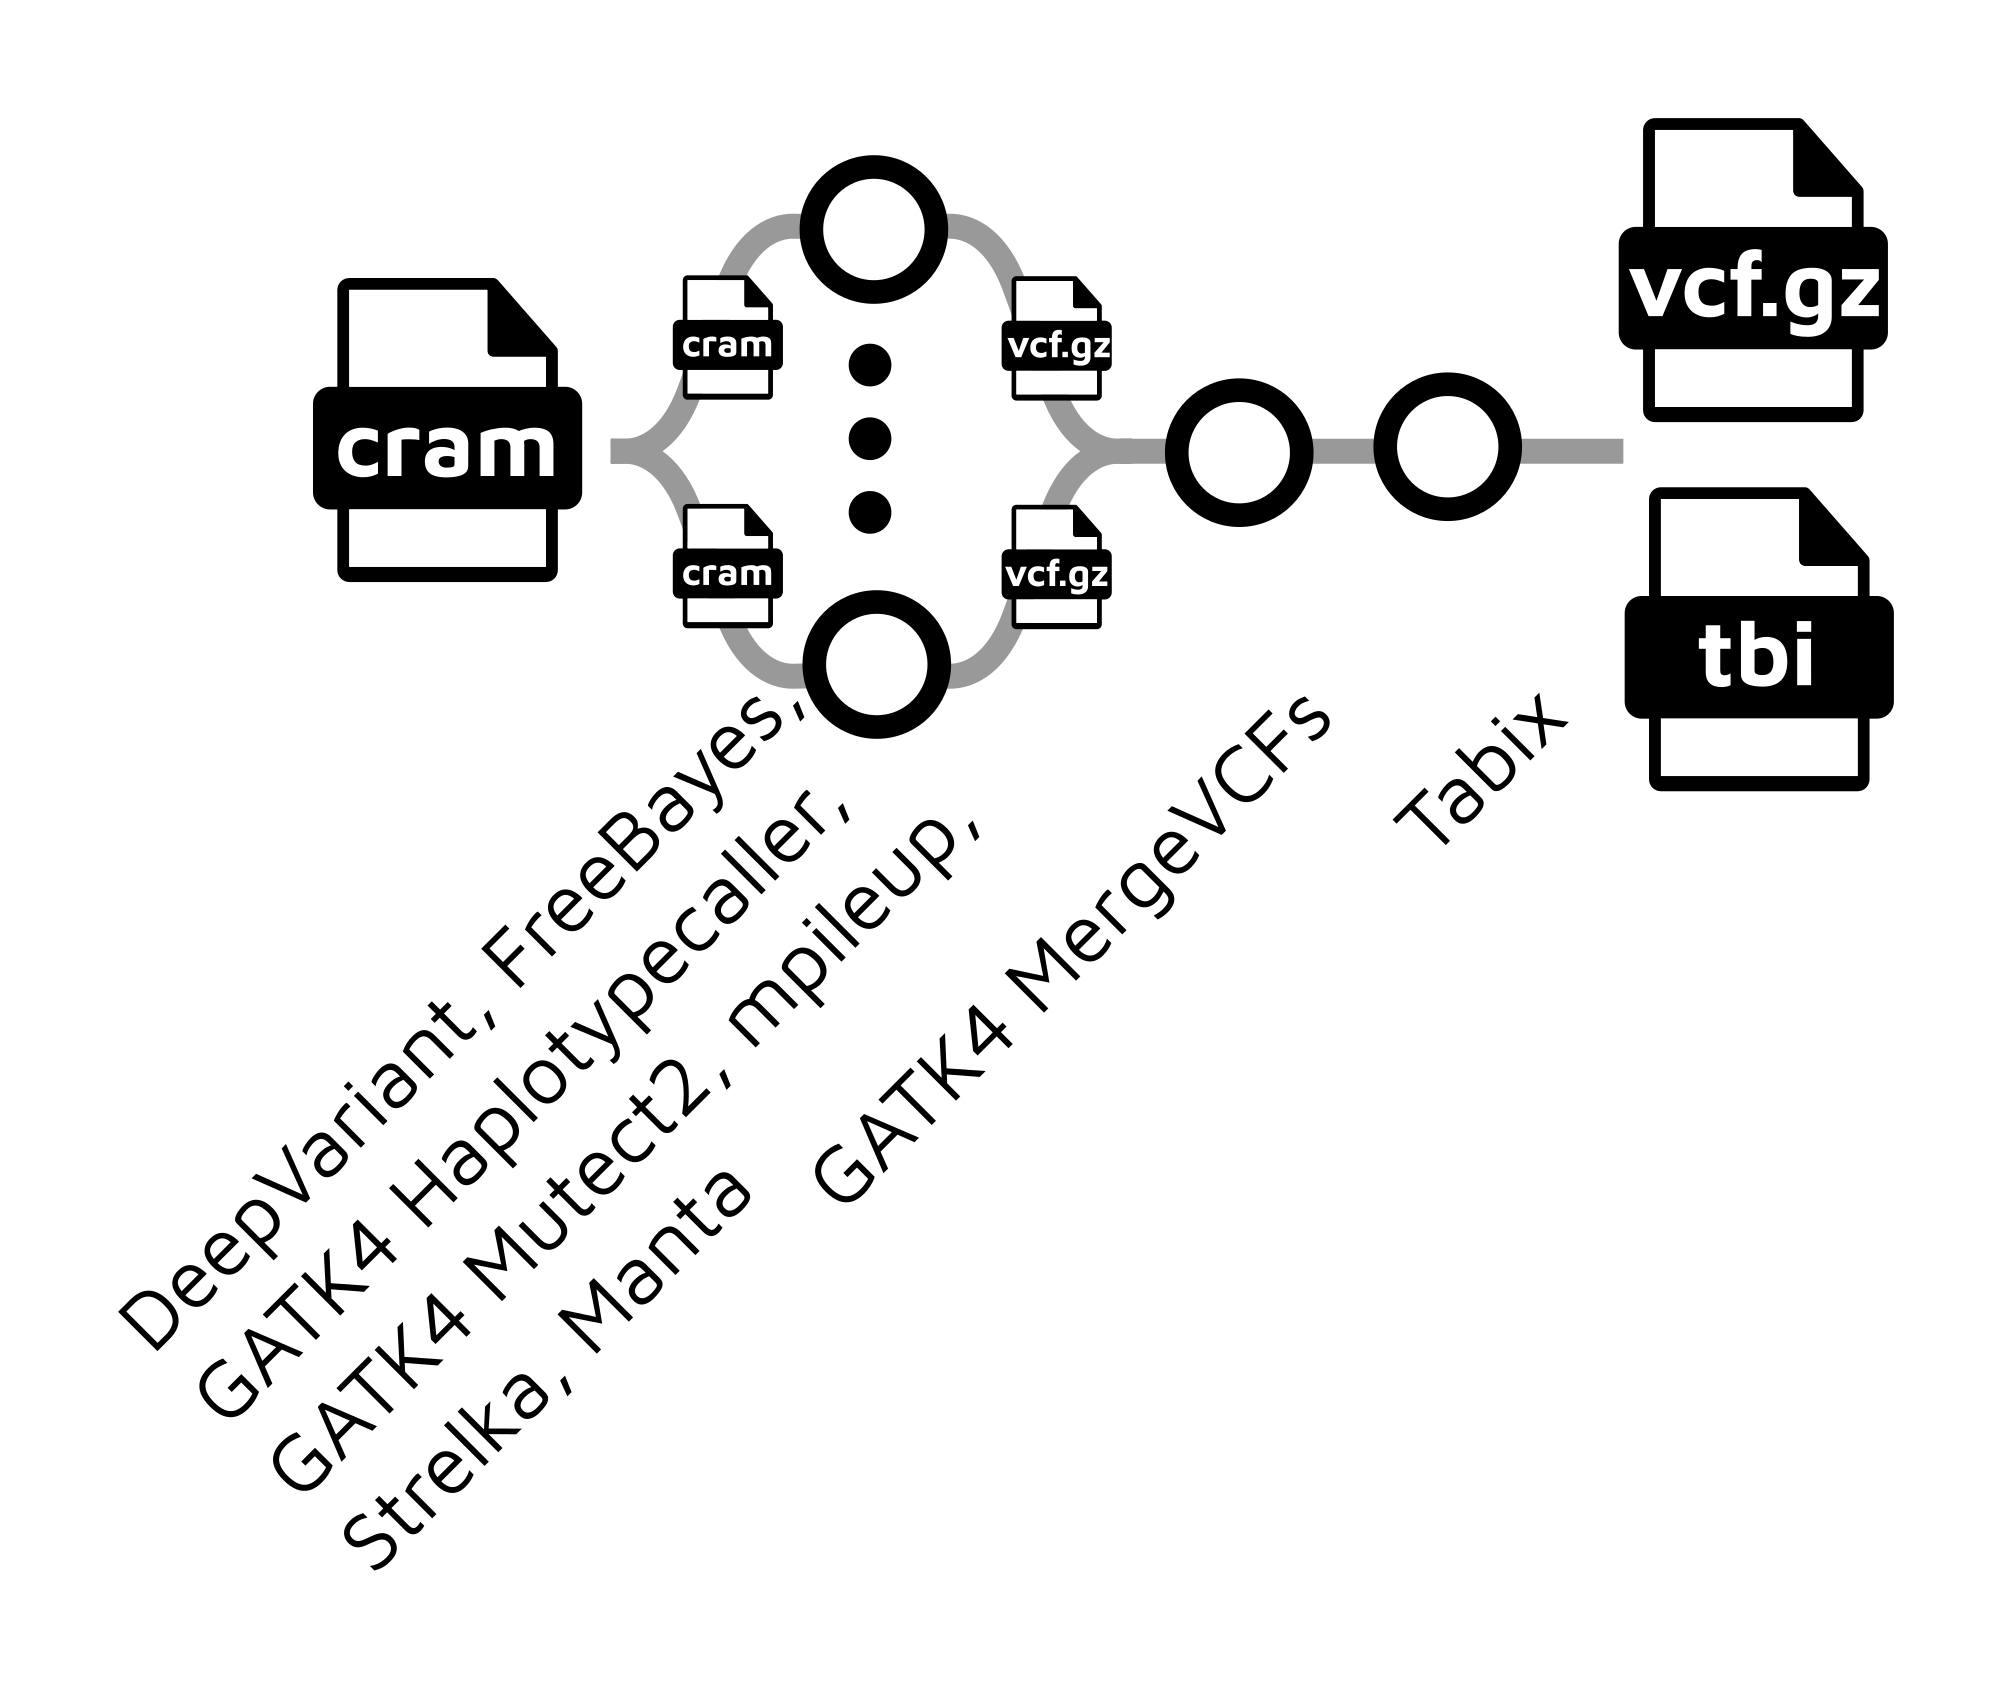 cram
cram
cram
vcf.gz
vcf.gz
vcf.gz
tbi
DeepVariant, FreeBayes,
GATK4 Haplotypecaller,
GATK4 Mutect2, mpileup,
Strelka, Manta
GATK4 MergeVCFs
Tabix